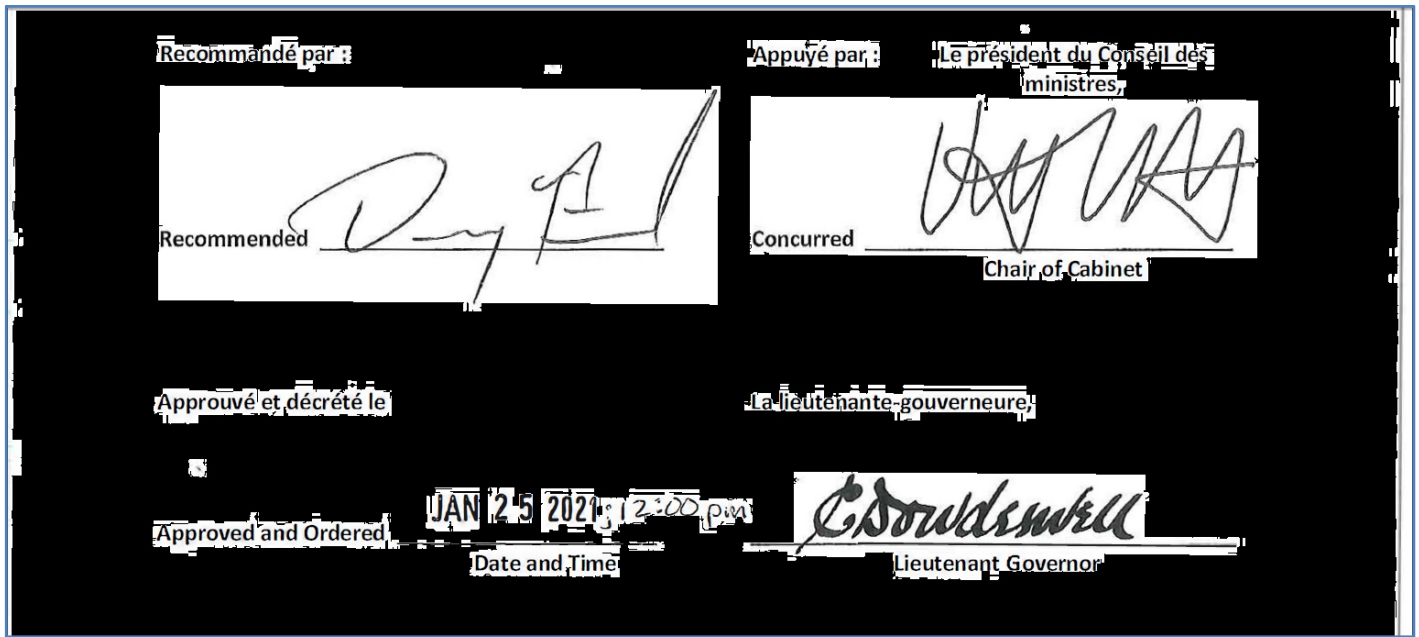 Recommandé par :
Appuyé par : Le président du Conseil des
ministres,
Recommended
Concurred
Chair of Cabinet
Approuvé et décrété le
La lieutenante-gouverneure,
Approved and Ordered JAN 25 2021; 12:00 pm
C Dowdeswell
Date and Time
Lieutenant Governor